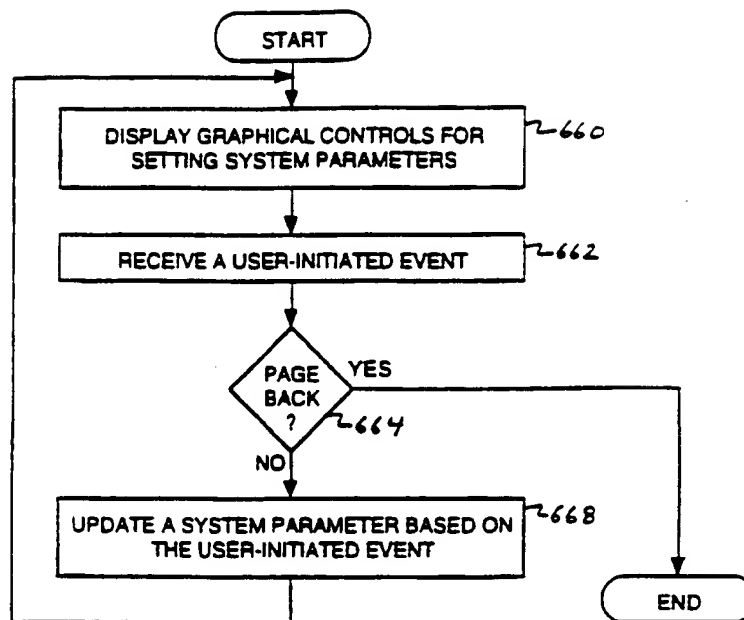 START
DISPLAY GRAPHICAL CONTROLS FOR
SETTING SYSTEM PARAMETERS
660
RECEIVE A USER-INITIATED EVENT
662
PAGE
BACK
?
YES
664
NO
UPDATE A SYSTEM PARAMETER BASED ON
THE USER-INITIATED EVENT
668
END